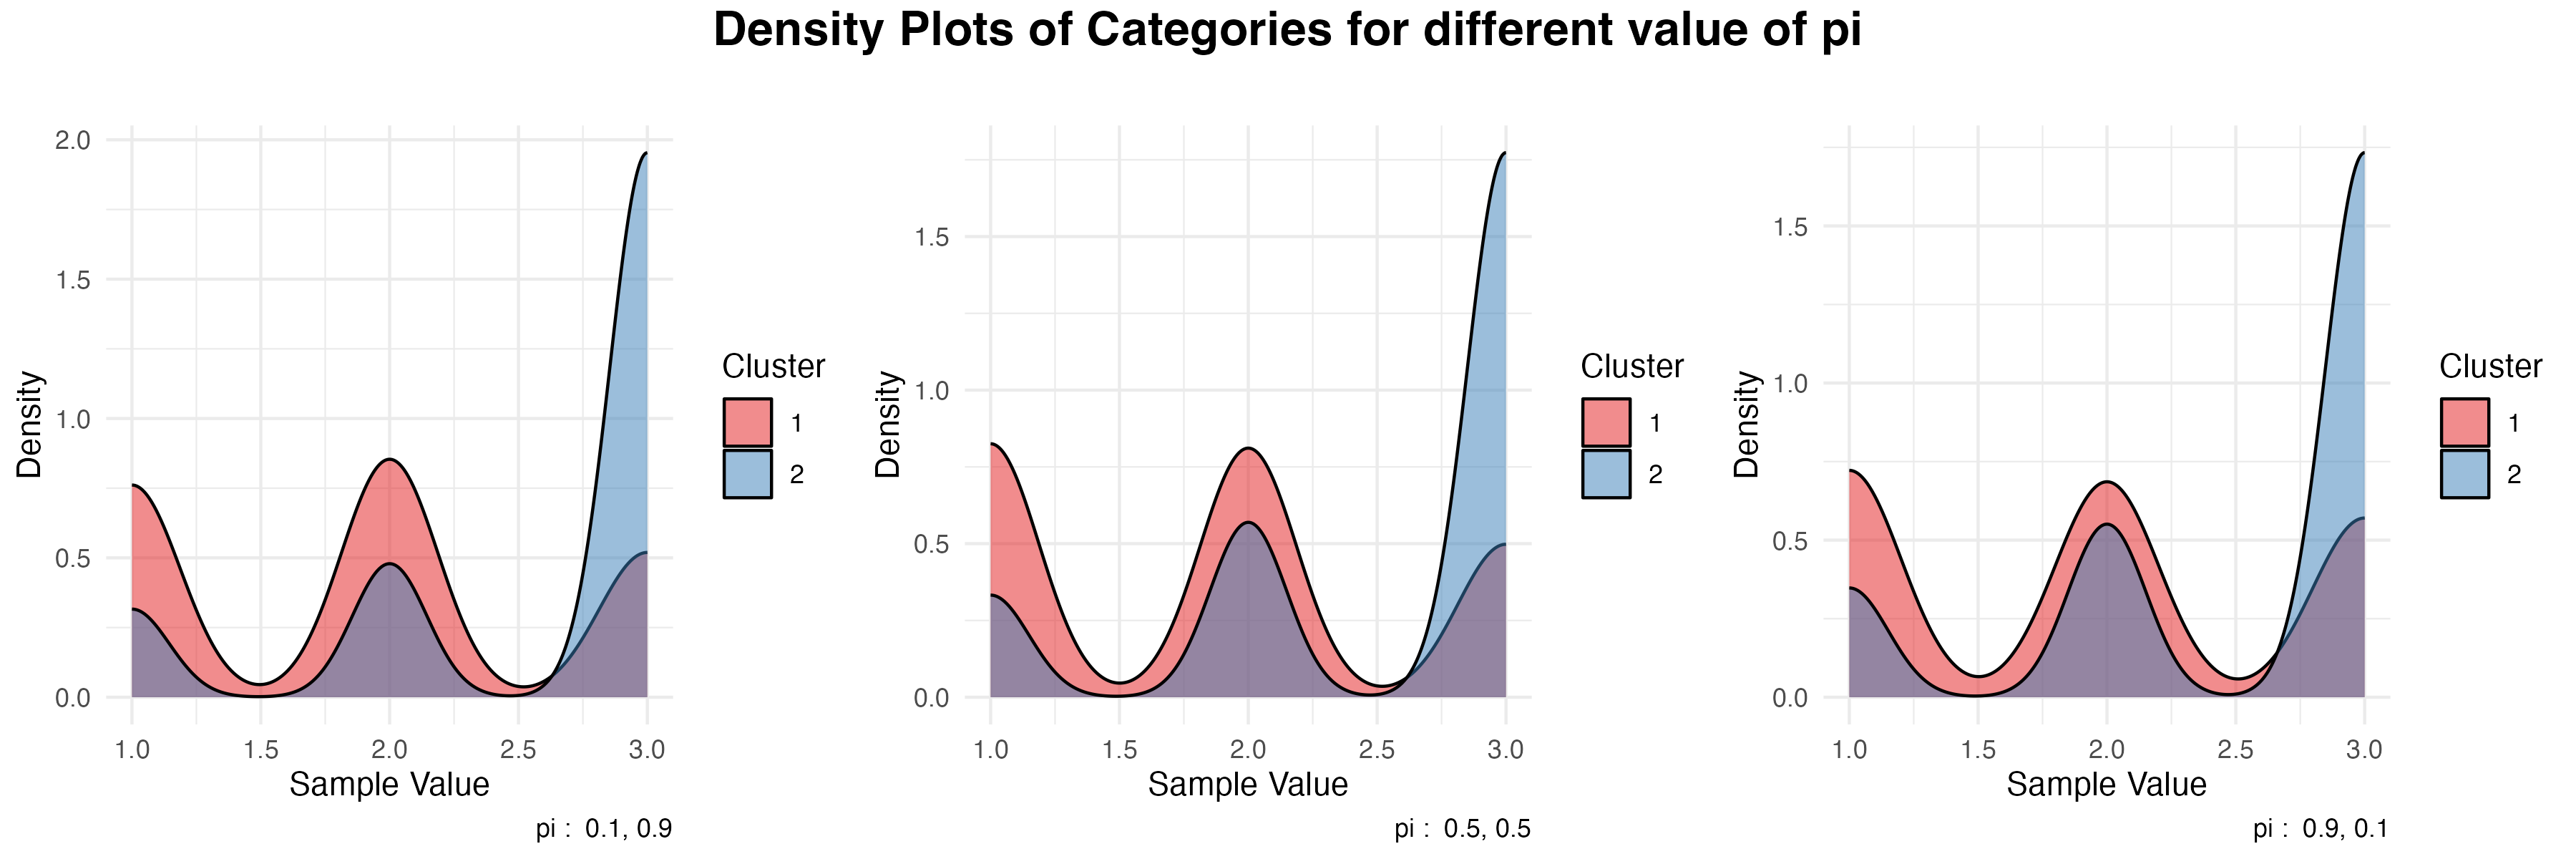 Density Plots of Categories for different value of pi
2.0
1.5
1.0
0.5
0.0
Density
1.0 1.5 2.0 2.5 3.0
Sample Value
pi : 0.1, 0.9
Cluster
1
2
1.5
1.0
0.5
0.0
Density
1.0 1.5 2.0 2.5 3.0
Sample Value
pi : 0.5, 0.5
Cluster
1
2
1.5
1.0
0.5
0.0
Density
1.0 1.5 2.0 2.5 3.0
Sample Value
pi : 0.9, 0.1
Cluster
1
2